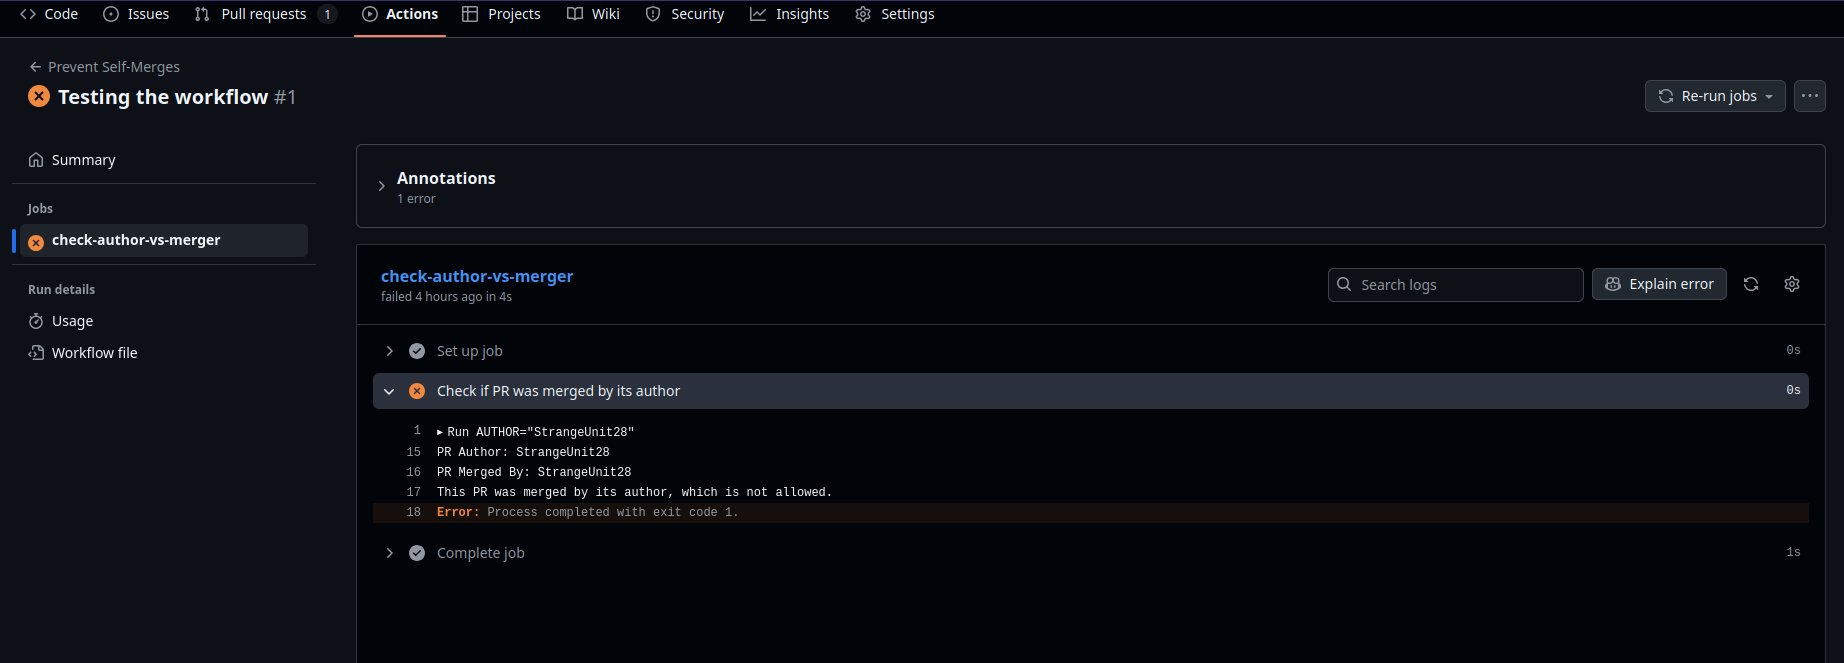 Code Issues Pull requests 1 Actions Projects Wiki Security Insights Settings
Prevent Self-Merges
Testing the workflow #1
Re-run jobs
Summary
Jobs
check-author-vs-merger
Run details
Usage
Workflow file
Annotations
1 error
check-author-vs-merger
failed 4 hours ago in 4s
Search logs
Explain error
Set up job 0s
Check if PR was merged by its author 0s
1 Run AUTHOR="StrangeUnit28"
15 PR Author: StrangeUnit28
16 PR Merged By: StrangeUnit28
17 This PR was merged by its author, which is not allowed.
18 Error: Process completed with exit code 1.
Complete job 1s